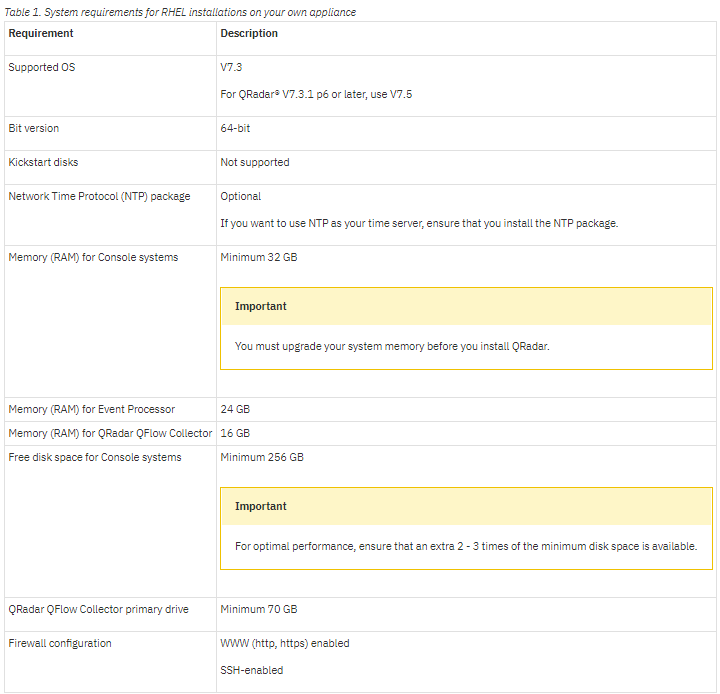 Table 1. System requirements for RHEL installations on your own appliance
Requirement Description
Supported OS V7.3
For QRadar® V7.3.1 p6 or later, use V7.5
Bit version 64-bit
Kickstart disks Not supported
Network Time Protocol (NTP) package Optional
If you want to use NTP as your time server, ensure that you install the NTP package.
Memory (RAM) for Console systems Minimum 32 GB
Important
You must upgrade your system memory before you install QRadar.
Memory (RAM) for Event Processor 24 GB
Memory (RAM) for QRadar QFlow Collector 16 GB
Free disk space for Console systems Minimum 256 GB
Important
For optimal performance, ensure that an extra 2 - 3 times of the minimum disk space is available.
QRadar QFlow Collector primary drive Minimum 70 GB
Firewall configuration WWW (http, https) enabled
SSH-enabled